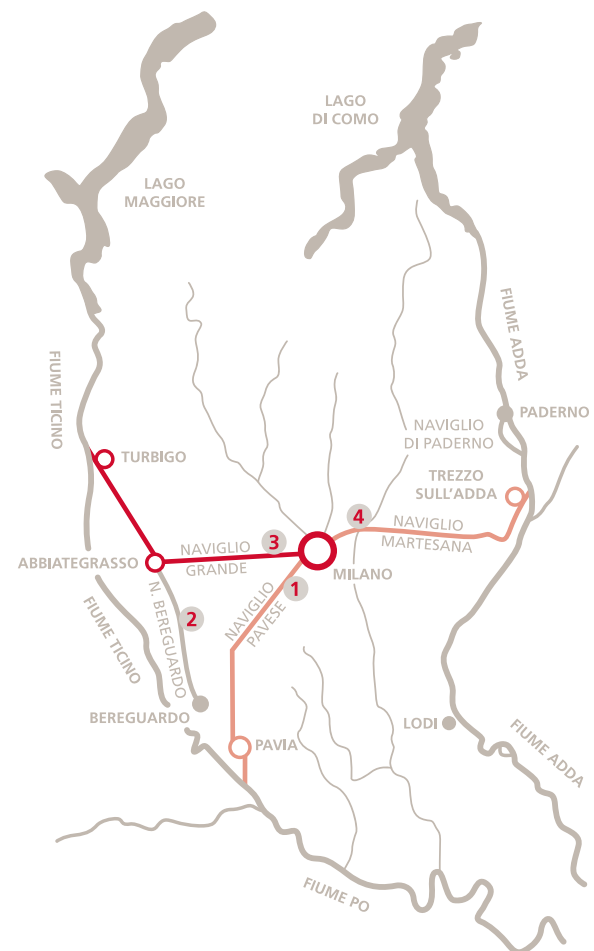 LAGO
DI COMO
LAGO
MAGGIORE
FIUME ADDA
FIUME TICINO
PADERNO
NAVIGLIO
DI PADERNO
TURBIGO
TREZZO
SULL'ADDA
4
NAVIGLIO
MARTESANA
3
NAVIGLIO
GRANDE
ABBIATEGRASSO
MILANO
1
NAVIGLIO
PAVESE
2
N. BEREGUARDO
FIUME TICINO
BEREGUARDO
LODI
PAVIA
FIUME ADDA
FIUME PO